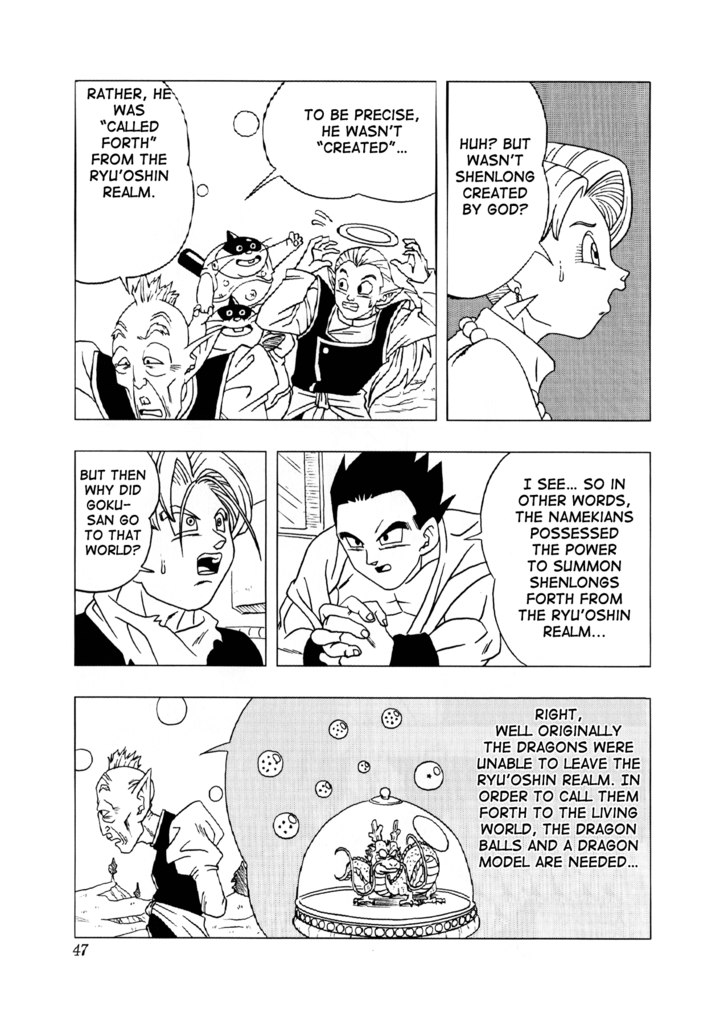 HUH? BUT
WASN'T
SHENLONG
CREATED
BY GOD?
TO BE PRECISE,
HE WASN'T
“CREATED”...
RATHER, HE
WAS
“CALLED
FORTH”
FROM THE
RYU'OSHIN
REALM.
I SEE... SO IN
OTHER WORDS,
THE NAMEKIANS
POSSESSED
THE POWER
TO SUMMON
SHENLONGS
FORTH FROM
THE RYU'OSHIN
REALM...
BUT THEN
WHY DID
GOKU-
SAN GO
TO THAT
WORLD?
RIGHT,
WELL ORIGINALLY
THE DRAGONS WERE
UNABLE TO LEAVE THE
RYU'OSHIN REALM. IN
ORDER TO CALL THEM
FORTH TO THE LIVING
WORLD, THE DRAGON
BALLS AND A DRAGON
MODEL ARE NEEDED...
47